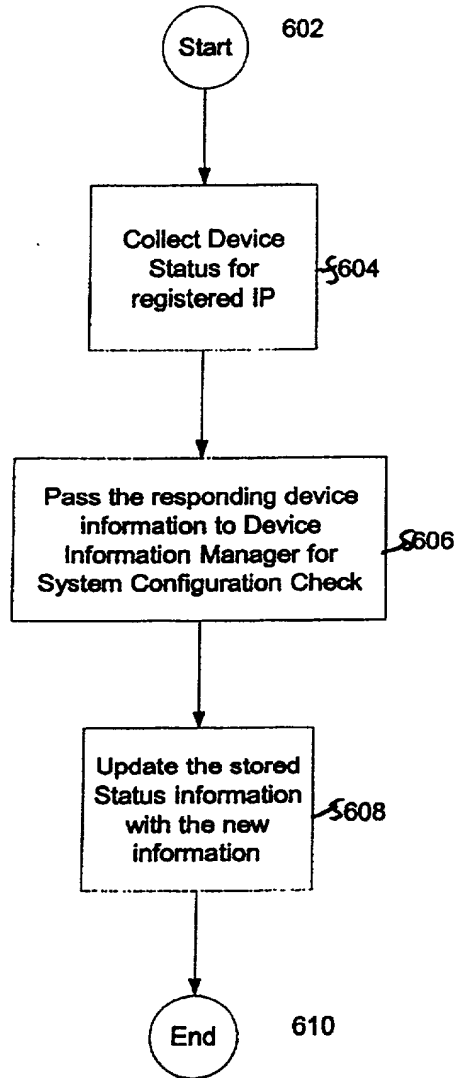 602
Start
Collect Device
Status for
registered IP
604
Pass the responding device
information to Device
Information Manager for
System Configuration Check
606
Update the stored
Status information
with the new
information
608
End
610